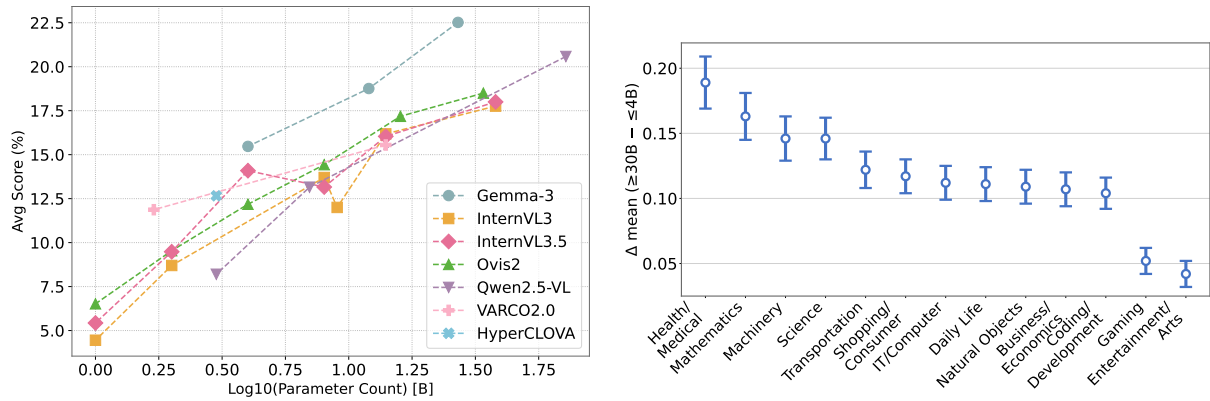 22.5
20.0
17.5
15.0
12.5
10.0
7.5
5.0
Avg Score (%)
0.00 0.25 0.50 0.75 1.00 1.25 1.50 1.75
Log10(Parameter Count) [B]
Gemma-3
InternVL3
InternVL3.5
Ovis2
Qwen2.5-VL
VARCO2.0
HyperCLOVA
0.20
0.15
0.10
0.05
Δ mean (≥30B − ≤4B)
Health/
Medical
Mathematics
Machinery
Science
Transportation
Shopping/
Consumer
IT/Computer
Daily Life
Natural Objects
Business/
Economics
Coding/
Development
Gaming
Entertainment/
Arts